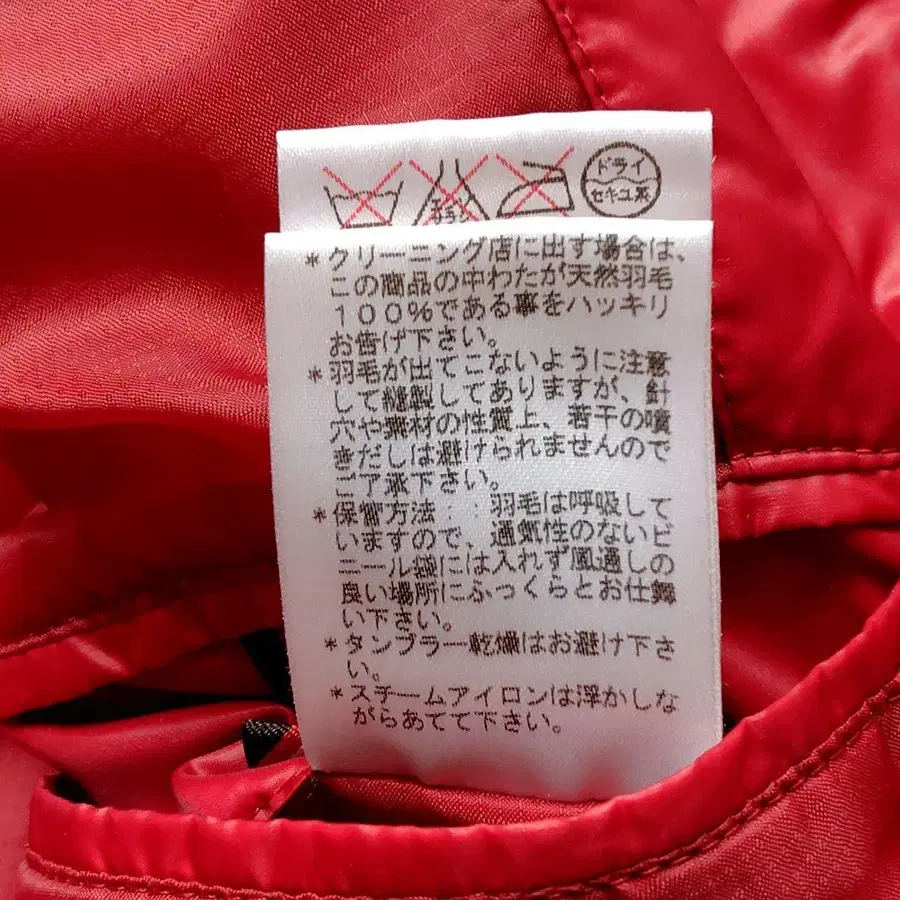 ドライ
セキユ系
エンソ
サラシ
*クリーニング店に出す場合は、
この商品の中わたが天然羽毛
100%である事をハッキリ
お告げ下さい。
*羽毛が出てこないように注意
して縫製してありますが、針
穴や素材の性質上、若干の噴
きだしは避けられませんので
ご了承下さい。
*保管方法：：羽毛は呼吸して
いますので、通気性のないビ
ニール袋には入れず風通しの
良い場所にふっくらとお仕舞
い下さい。
*タンブラー乾燥はお避け下さ
い。
*スチームアイロンは浮かしな
がらあてて下さい。